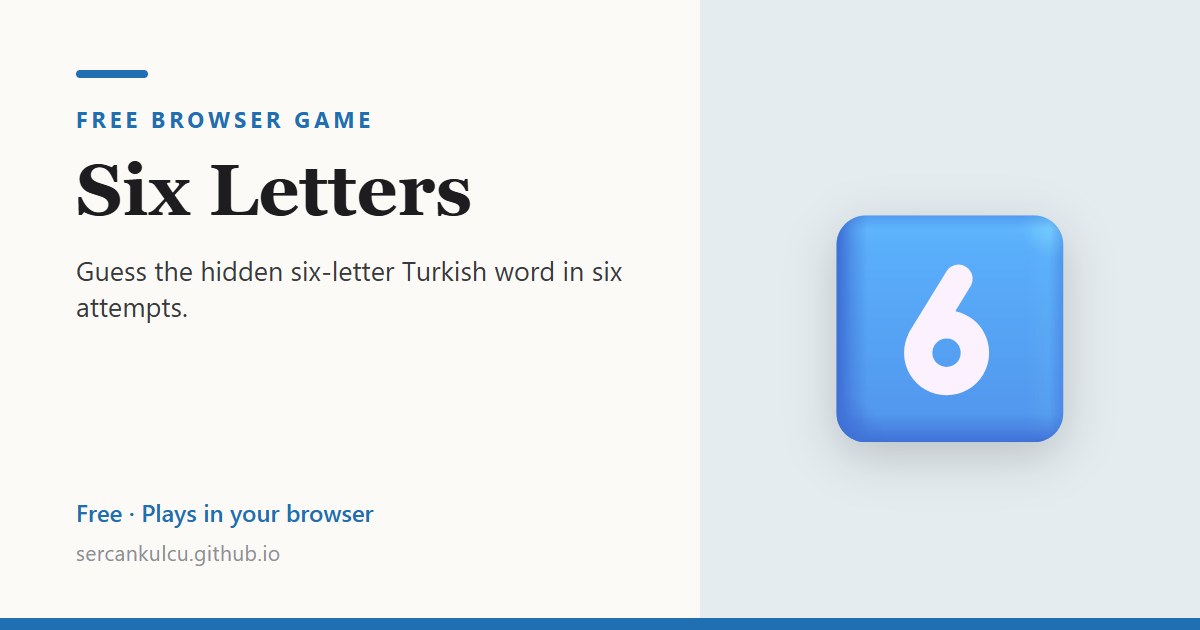 FREE BROWSER GAME
Six Letters
Guess the hidden six-letter Turkish word in six
attempts.
6
Free · Plays in your browser
sercankulcu.github.io